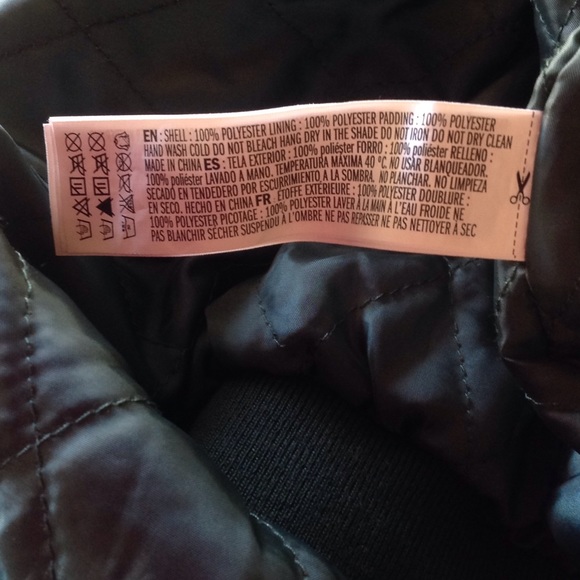 EN : SHELL : 100% POLYESTER LINING : 100% POLYESTER PADDING : 100% POLYESTER
HAND WASH COLD DO NOT BLEACH HANG DRY IN THE SHADE DO NOT IRON DO NOT DRY CLEAN
MADE IN CHINA ES : TELA EXTERIOR : 100% poliéster FORRO : 100% poliéster RELLENO :
100% poliéster LAVADO A MANO, TEMPERATURA MÁXIMA 40 °C. NO USAR BLANQUEADOR.
SECADO EN TENDEDERO POR ESCURRIMIENTO A LA SOMBRA. NO PLANCHAR. NO LIMPIEZA
EN SECO. HECHO EN CHINA FR : ÉTOFFE EXTÉRIEURE : 100% POLYESTER DOUBLURE :
100% POLYESTER PICOTAGE : 100% POLYESTER LAVER À LA MAIN À L'EAU FROIDE NE
PAS BLANCHIR SÉCHER SUSPENDU À L'OMBRE NE PAS REPASSER NE PAS NETTOYER À SEC